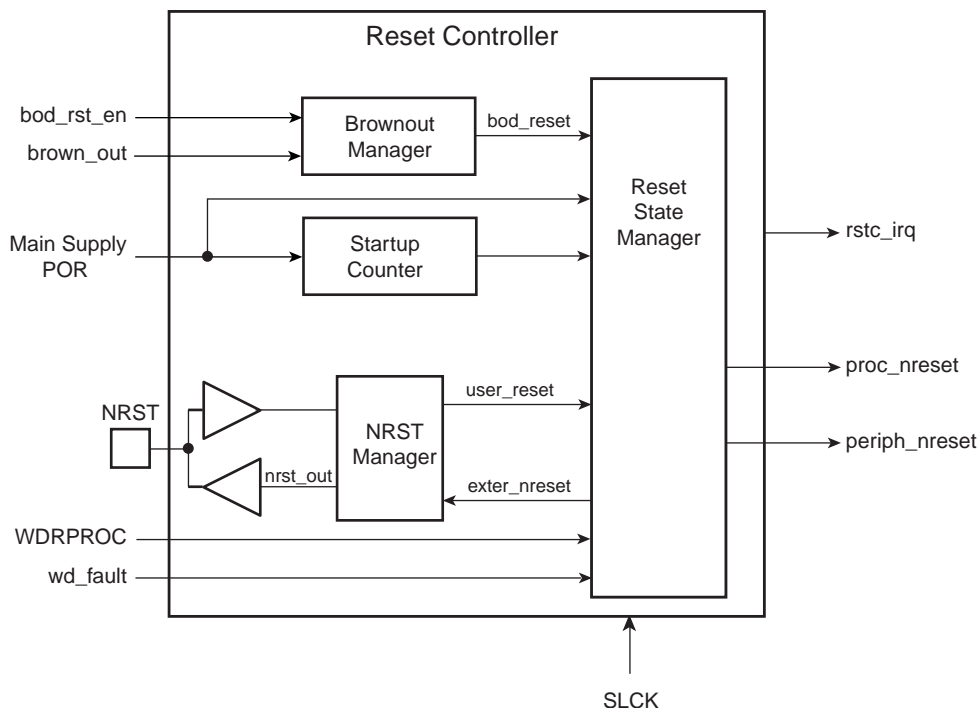 Reset Controller
bod_rst_en
brown_out
Brownout
Manager
bod_reset
Main Supply
POR
Startup
Counter
Reset
State
Manager
rstc_irq
proc_nreset
periph_nreset
NRST
nrst_out
NRST
Manager
user_reset
exter_nreset
WDRPROC
wd_fault
SLCK